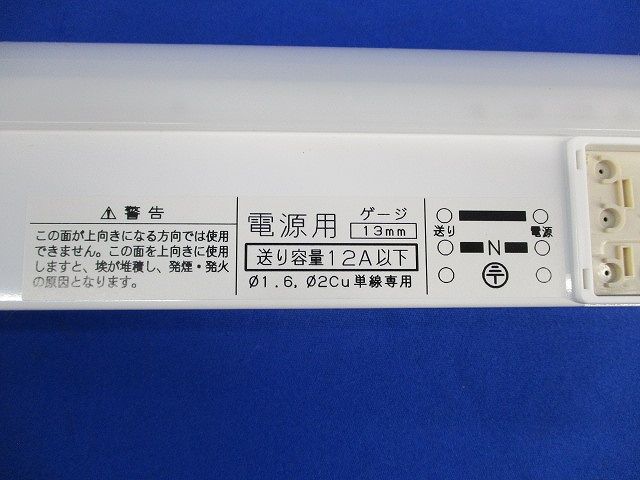 ⚠ 警告
この面が上向きになる方向では使用
できません。この面を上向きに使用
しますと、埃が堆積し、発煙・発火
の原因となります。
電源用
ゲージ
13mm
送り容量12A以下
Ø1.6, Ø2Cu単線専用
送り
電源
N